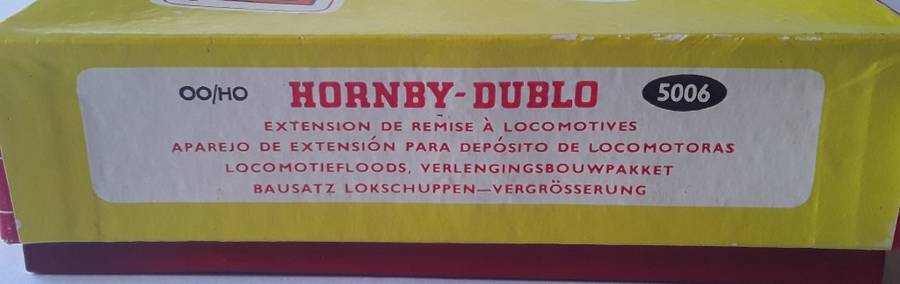 OO/HO HORNBY-DUBLO 5006
EXTENSION DE REMISE À LOCOMOTIVES
APAREJO DE EXTENSIÓN PARA DEPÓSITO DE LOCOMOTORAS
LOCOMOTIEFLOODS, VERLENGINGSBOUWPAKKET
BAUSATZ LOKSCHUPPEN—VERGRÖSSERUNG